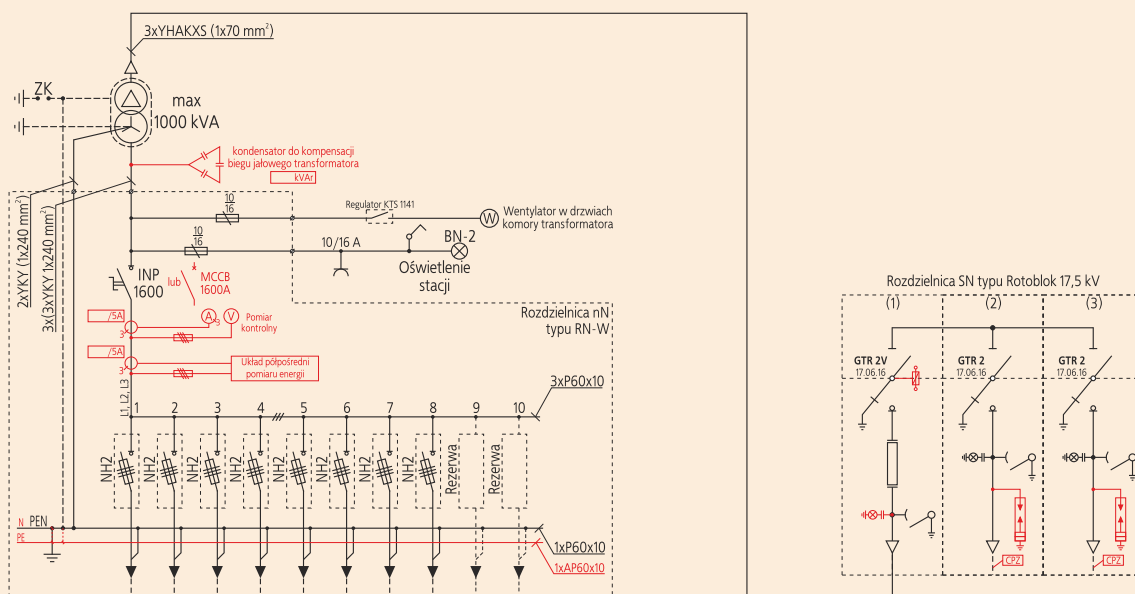 3xYHAKXS (1x70 mm²)
ZK
max
1000 kVA
kondensator do kompensacji
biegu jałowego transformatora
kVAr
2xYKY (1x240 mm²)
3x(3xYKY 1x240 mm²)
10
16
Regulator KTS 1141
W
Wentylator w drzwiach
komory transformatora
10
16
10/16 A
BN-2
Oświetlenie
stacji
INP
1600
lub
MCCB
1600A
/5A
3
A
3
V
Pomiar
kontrolny
/5A
3
Układ półpośredni
pomiaru energii
Rozdzielnica nN
typu RN-W
L1, L2, L3
3xP60x10
1
2
3
4
5
6
7
8
9
10
NH2
NH2
NH2
NH2
NH2
NH2
NH2
NH2
Rezerwa
Rezerwa
N
PEN
PE
1xP60x10
1xAP60x10
Rozdzielnica SN typu Rotoblok 17,5 kV
(1)
(2)
(3)
GTR 2V
17.06.16
GTR 2
17.06.16
GTR 2
17.06.16
CPZ
CPZ